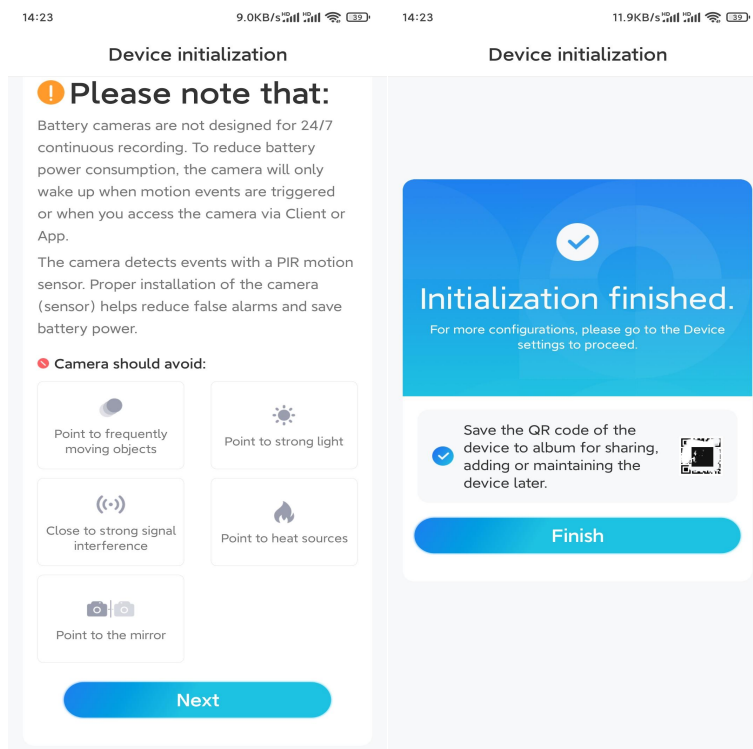 14:23
9.0KB/s HD HD 39
Device initialization
Please note that:
Battery cameras are not designed for 24/7
continuous recording. To reduce battery
power consumption, the camera will only
wake up when motion events are triggered
or when you access the camera via Client or
App.
The camera detects events with a PIR motion
sensor. Proper installation of the camera
(sensor) helps reduce false alarms and save
battery power.
Camera should avoid:
Point to frequently
moving objects
Point to strong light
Close to strong signal
interference
Point to heat sources
Point to the mirror
Next
14:23
11.9KB/s HD HD 39
Device initialization
Initialization finished.
For more configurations, please go to the Device
settings to proceed.
Save the QR code of the
device to album for sharing,
adding or maintaining the
device later.
Finish